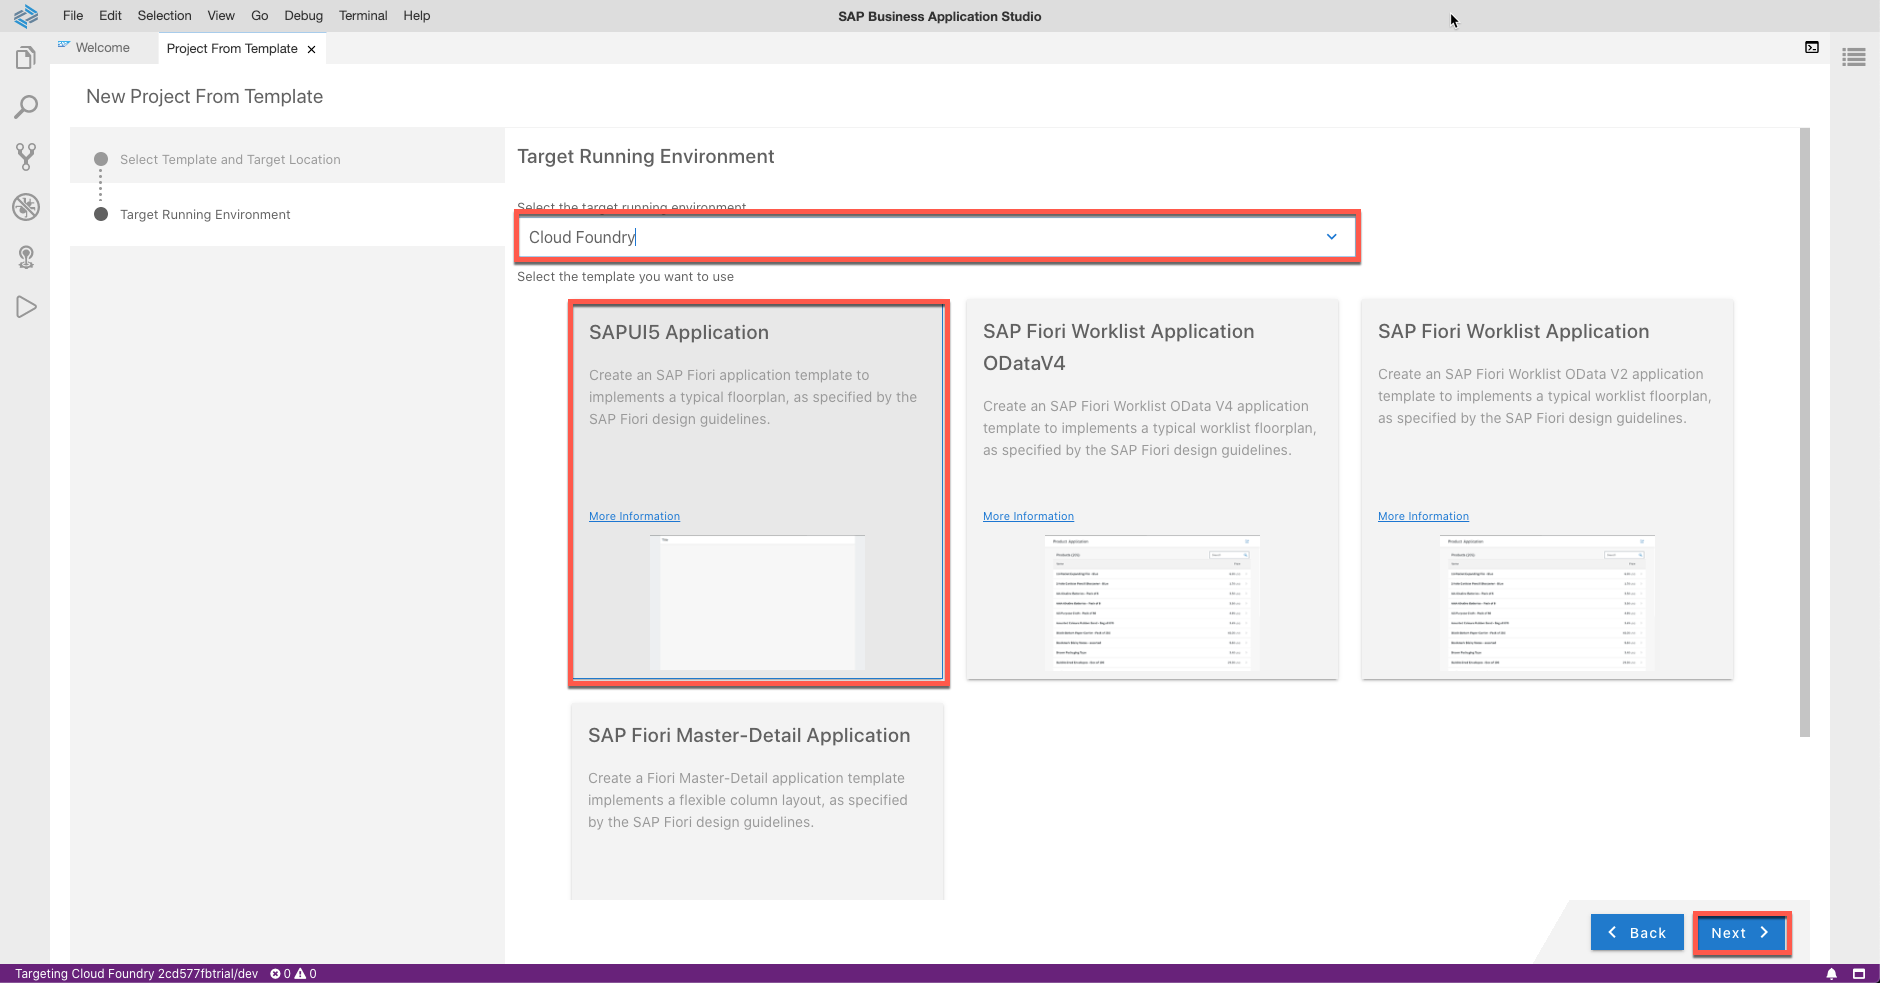 File Edit Selection View Go Debug Terminal Help
SAP Business Application Studio
Welcome
Project From Template
New Project From Template
Select Template and Target Location
Target Running Environment
Target Running Environment
Select the target running environment
Cloud Foundry
Select the template you want to use
SAPUI5 Application
Create an SAP Fiori application template to
implements a typical floorplan, as specified by the
SAP Fiori design guidelines.
More Information
SAP Fiori Worklist Application
ODataV4
Create an SAP Fiori Worklist OData V4 application
template to implements a typical worklist floorplan,
as specified by the SAP Fiori design guidelines.
More Information
Product Application
SAP Fiori Worklist Application
Create an SAP Fiori Worklist OData V2 application
template to implements a typical worklist floorplan,
as specified by the SAP Fiori design guidelines.
More Information
Product Application
SAP Fiori Master-Detail Application
Create a Fiori Master-Detail application template
implements a flexible column layout, as specified
by the SAP Fiori design guidelines.
Back
Next
Targeting Cloud Foundry 2cd577fbtrial/dev 0 0